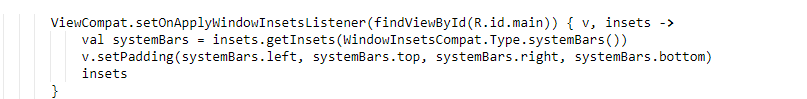 ViewCompat.setOnApplyWindowInsetsListener(findViewById(R.id.main)) { v, insets ->
    val systemBars = insets.getInsets(WindowInsetsCompat.Type.systemBars())
    v.setPadding(systemBars.left, systemBars.top, systemBars.right, systemBars.bottom)
    insets
}